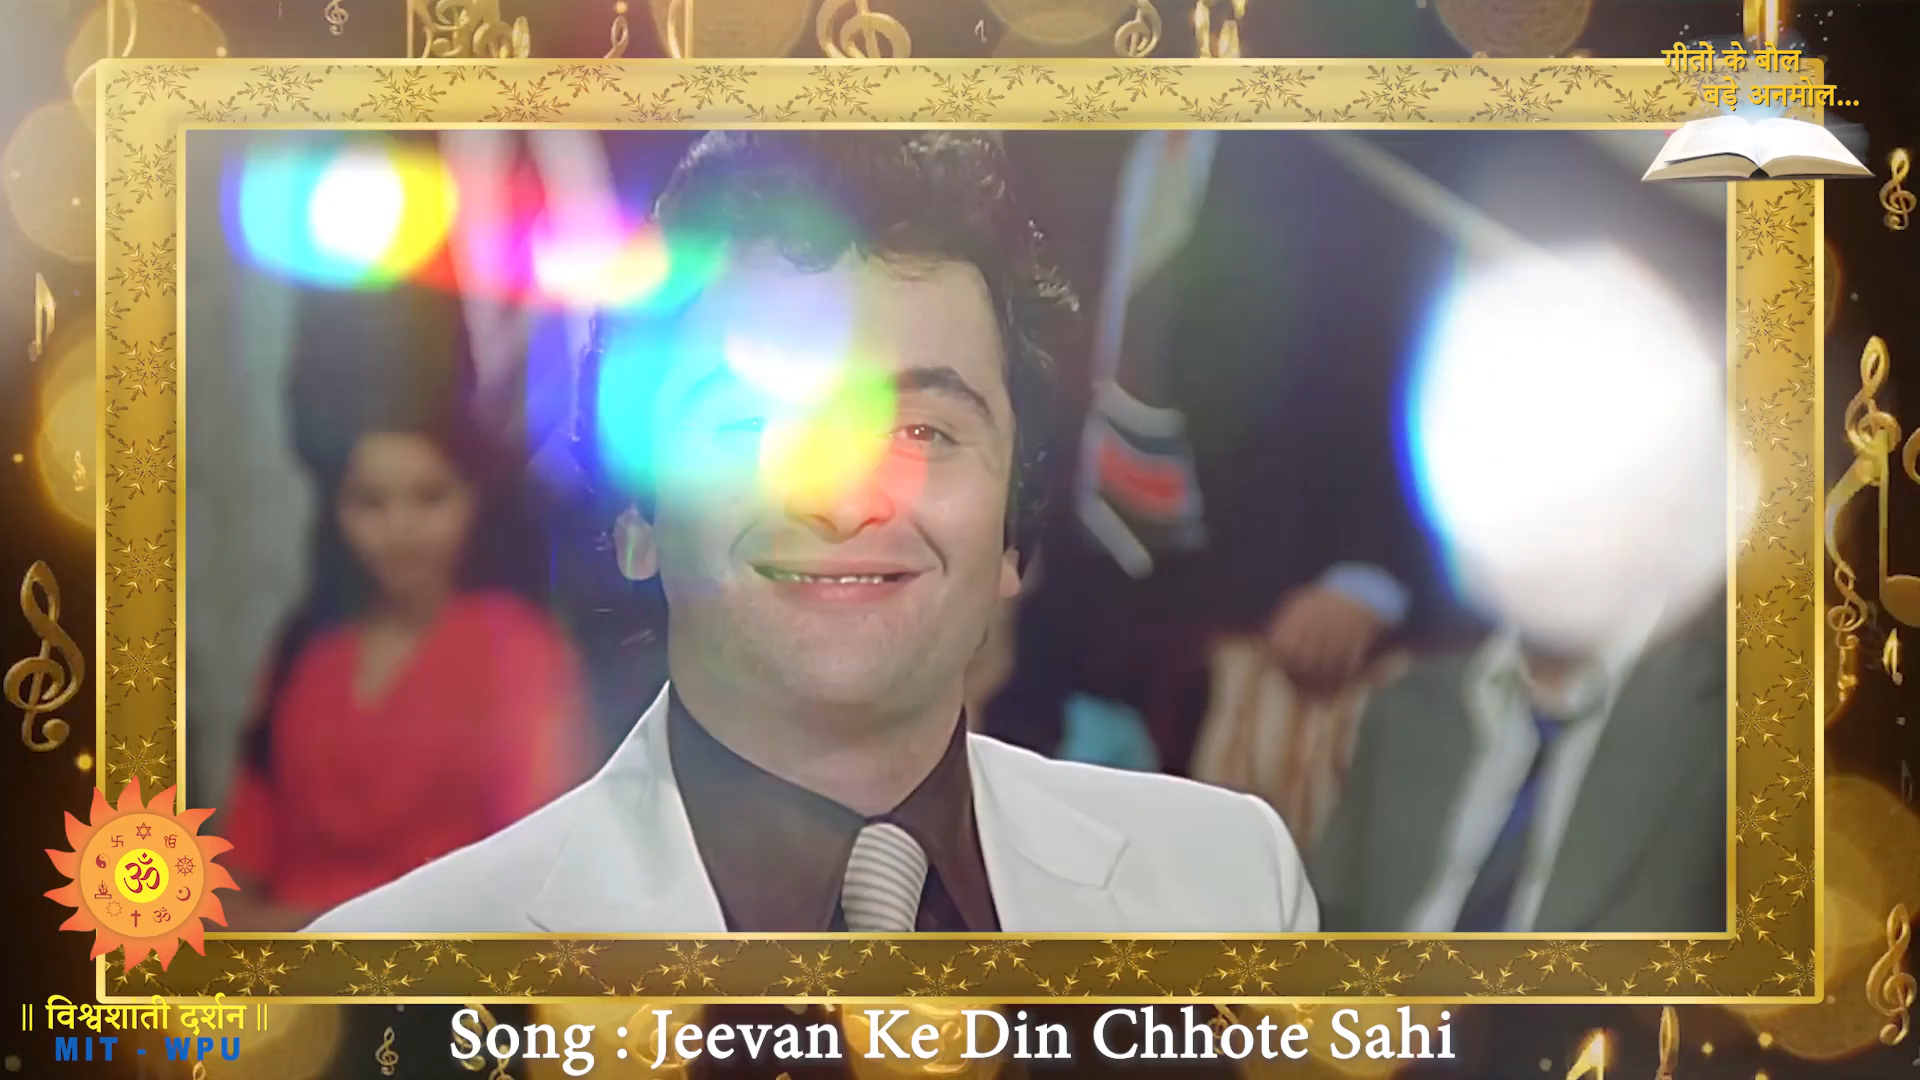 गीतों के बोल
बड़े अनमोल...
|| विश्वशांती दर्शन ||
MIT - WPU
Song : Jeevan Ke Din Chhote Sahi